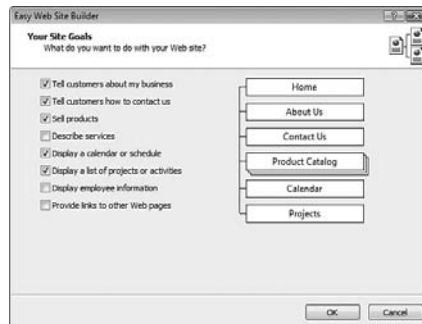 Easy Web Site Builder
Your Site Goals
What do you want to do with your Web site?
Tell customers about my business
Tell customers how to contact us
Sell products
Describe services
Display a calendar or schedule
Display a list of projects or activities
Display employee information
Provide links to other Web pages
Home
About Us
Contact Us
Product Catalog
Calendar
Projects
OK
Cancel